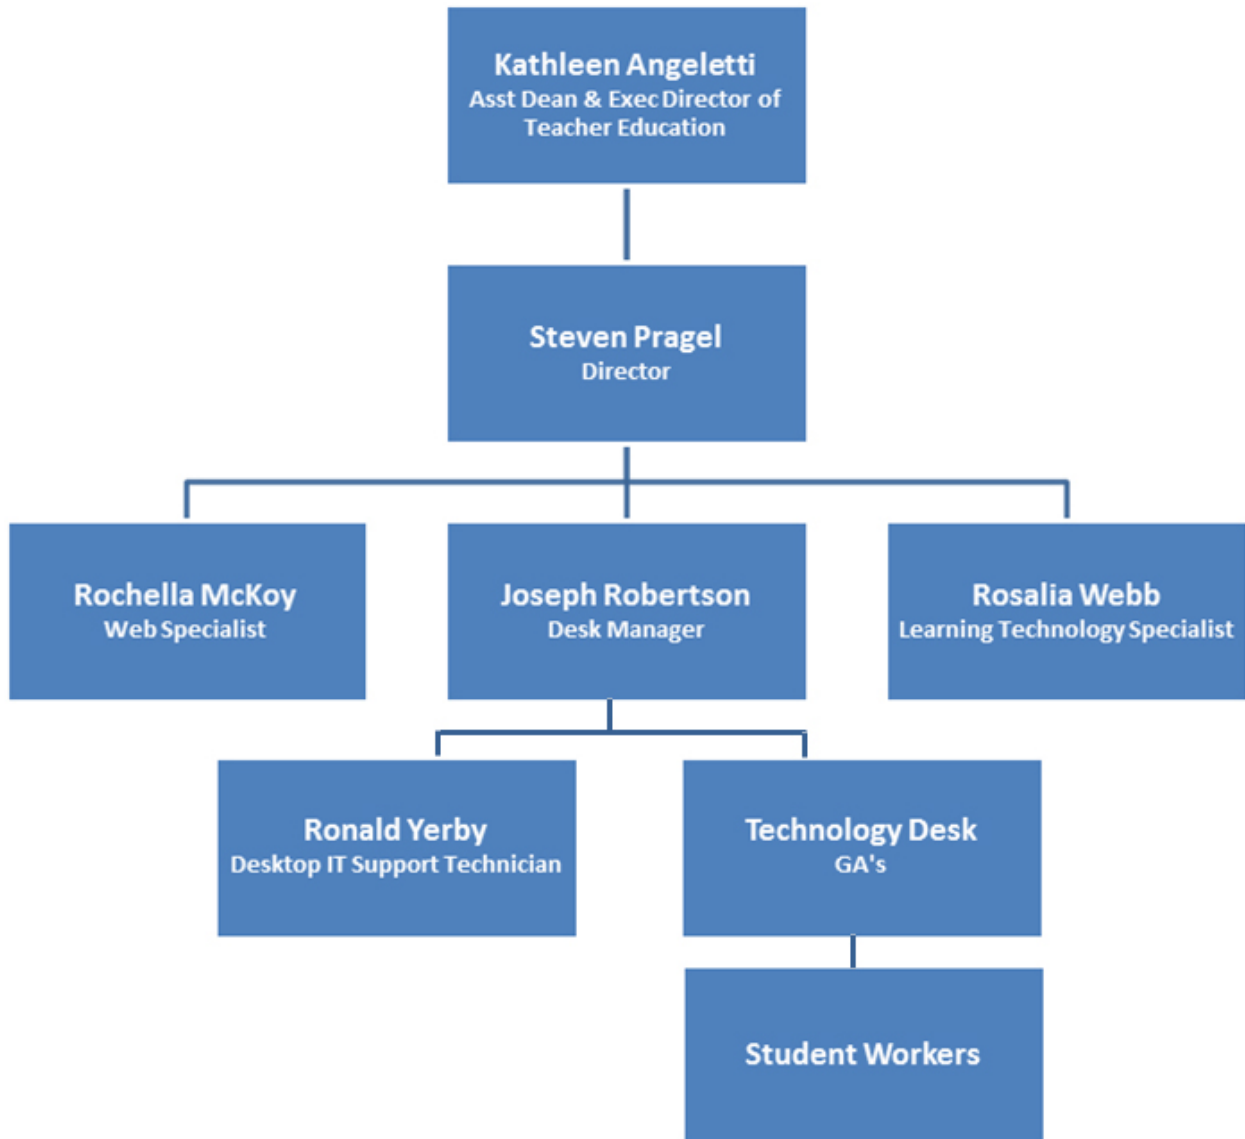 Kathleen Angeletti
Asst Dean & Exec Director of
Teacher Education
Steven Pragel
Director
Rochella McKoy
Web Specialist
Joseph Robertson
Desk Manager
Rosalia Webb
Learning Technology Specialist
Ronald Yerby
Desktop IT Support Technician
Technology Desk
GA's
Student Workers